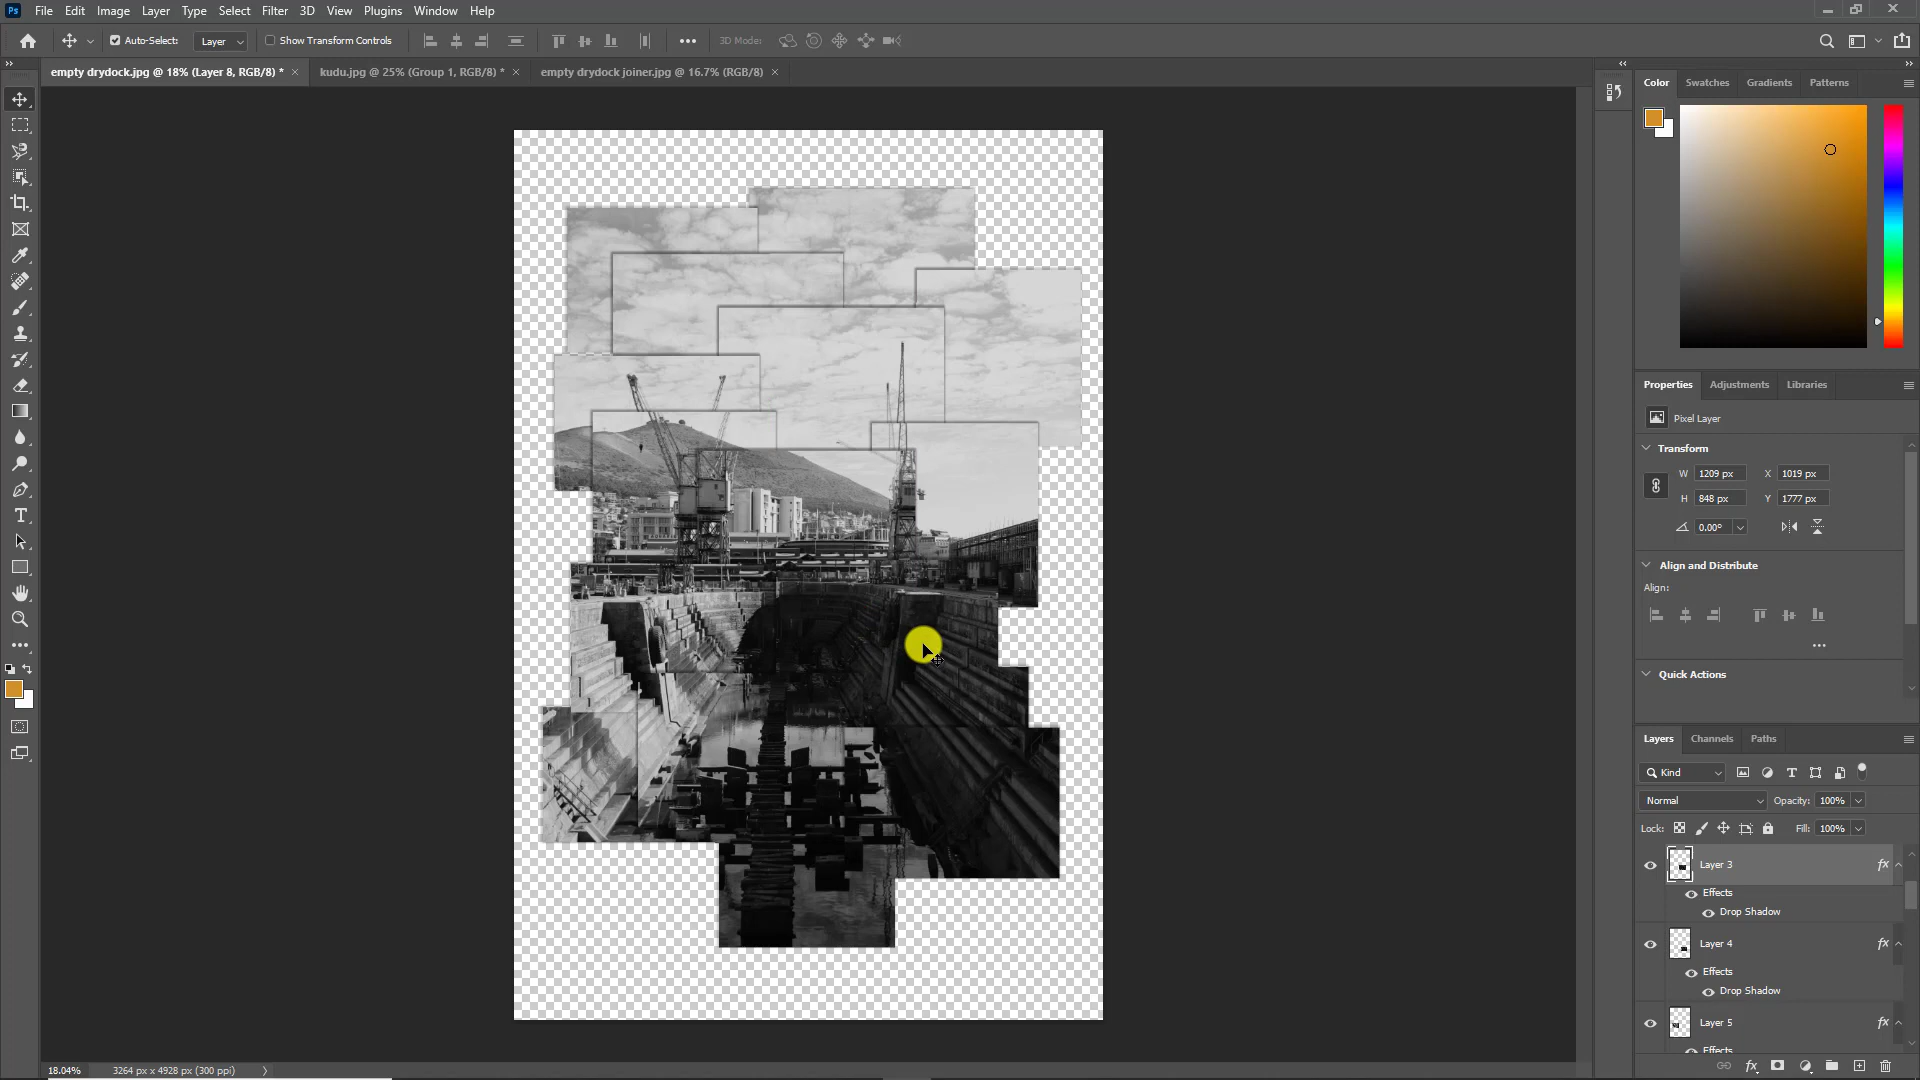 Ps File Edit Image Layer Type Select Filter 3D View Plugins Window Help
Auto-Select: Layer Show Transform Controls 3D Mode:
empty drydock.jpg @ 18% (Layer 8, RGB/8) * kudu.jpg @ 25% (Group 1, RGB/8) * empty drydock joiner.jpg @ 16.7% (RGB/8)
Color Swatches Gradients Patterns
Properties Adjustments Libraries
Pixel Layer
Transform
W 1209 px X 1019 px
H 848 px Y 1777 px
0.00°
Align and Distribute
Align:
Quick Actions
Layers Channels Paths
Kind
Normal Opacity: 100%
Lock: Fill: 100%
Layer 3 fx
Effects
Drop Shadow
Layer 4 fx
Effects
Drop Shadow
Layer 5 fx
Effects
fx
18.04% 3264 px x 4928 px (300 ppi)